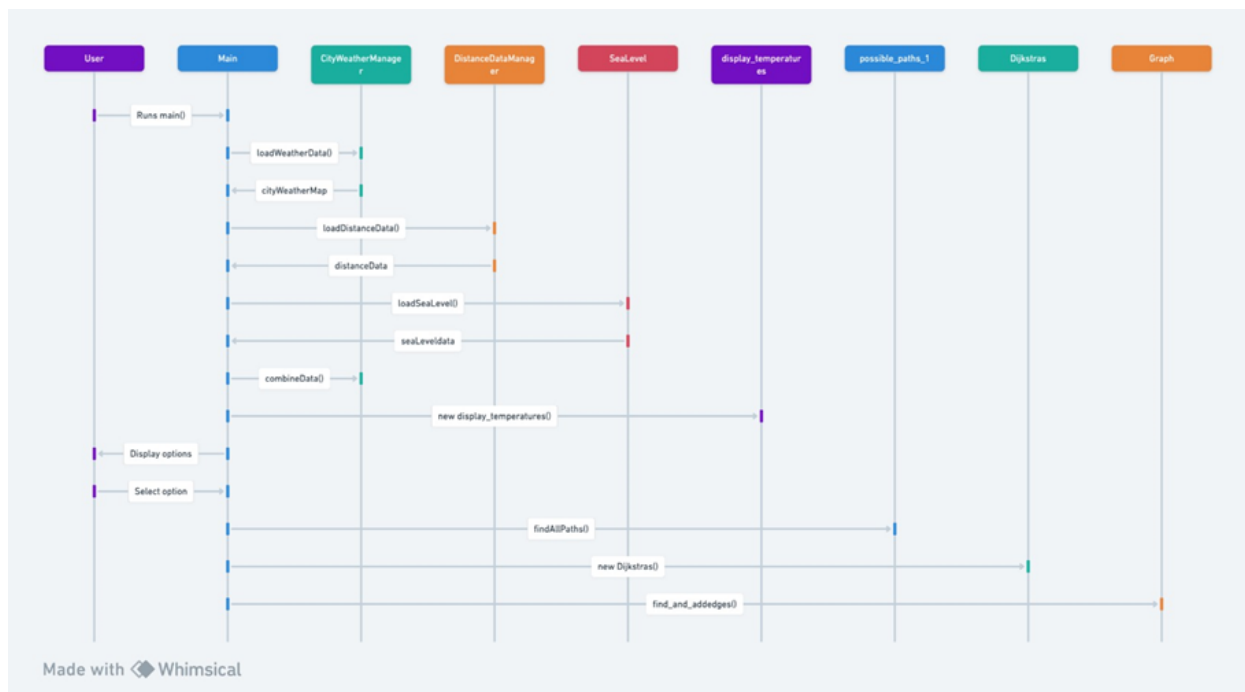 User
Main
CityWeatherManage
r
DistanceDataManag
er
SeaLevel
display_temperatur
es
possible_paths_1
Dijkstras
Graph
Runs main()
loadWeatherData()
cityWeatherMap
loadDistanceData()
distanceData
loadSeaLevel()
seaLeveldata
combineData()
new display_temperatures()
Display options
Select option
findAllPaths()
new Dijkstras()
find_and_addedges()
Made with Whimsical